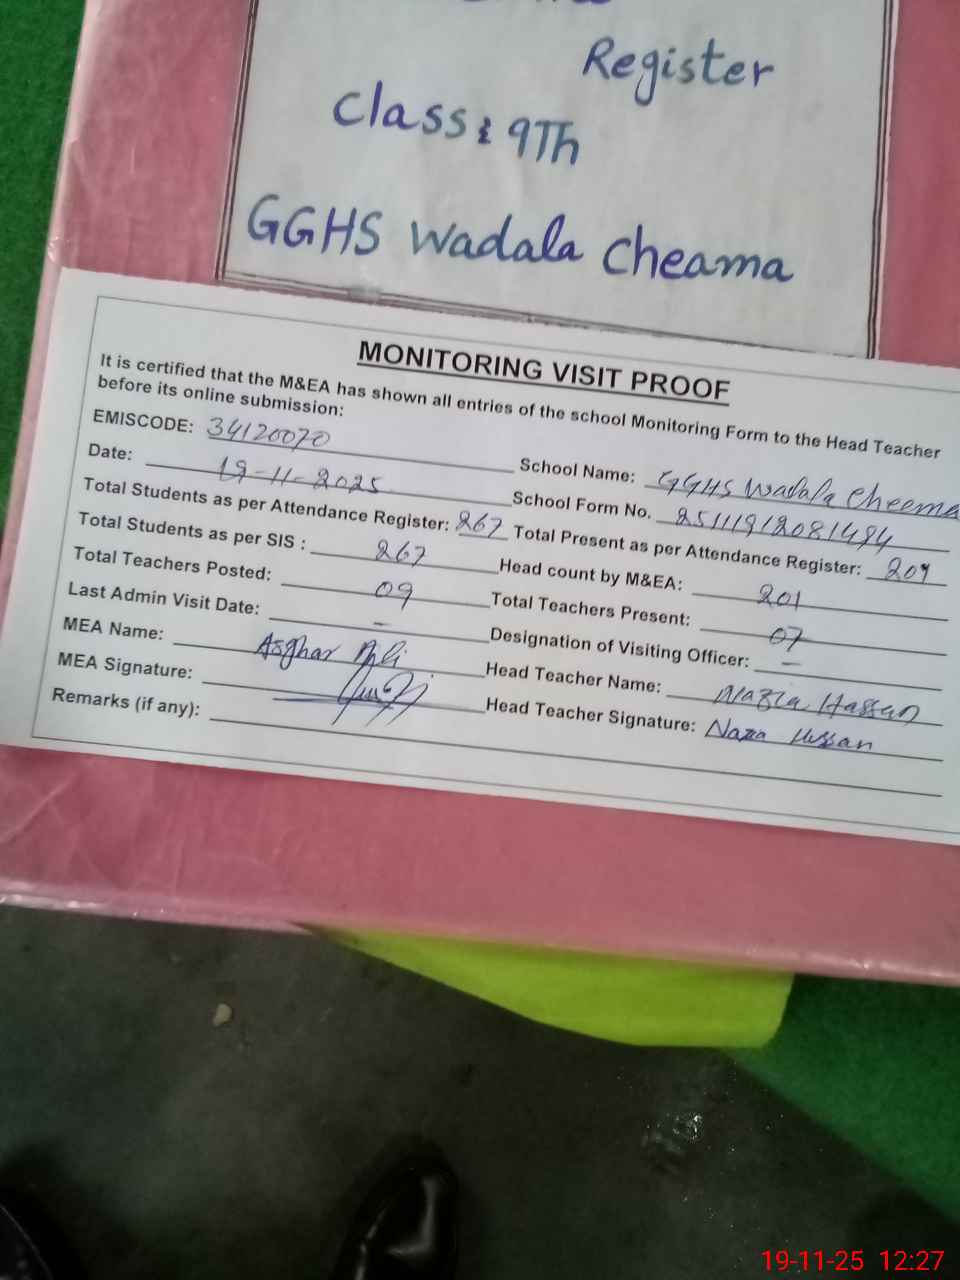 Register
Class: 9Th
GGHS Wadala Cheama
MONITORING VISIT PROOF
It is certified that the M&EA has shown all entries of the school Monitoring Form to the Head Teacher
before its online submission:
EMISCODE: 34120070 School Name: GGHS Wadala Cheema
Date: 19-11-2025 School Form No. 25111912081494
Total Students as per Attendance Register: 267 Total Present as per Attendance Register: 209
Total Students as per SIS : 267 Head count by M&EA: 201
Total Teachers Posted: 09 Total Teachers Present: 07
Last Admin Visit Date: - Designation of Visiting Officer: -
MEA Name: Asghar Ali Head Teacher Name: Nazia Hassan
MEA Signature: Head Teacher Signature: Nazia Hassan
Remarks (if any):
19-11-25 12:27